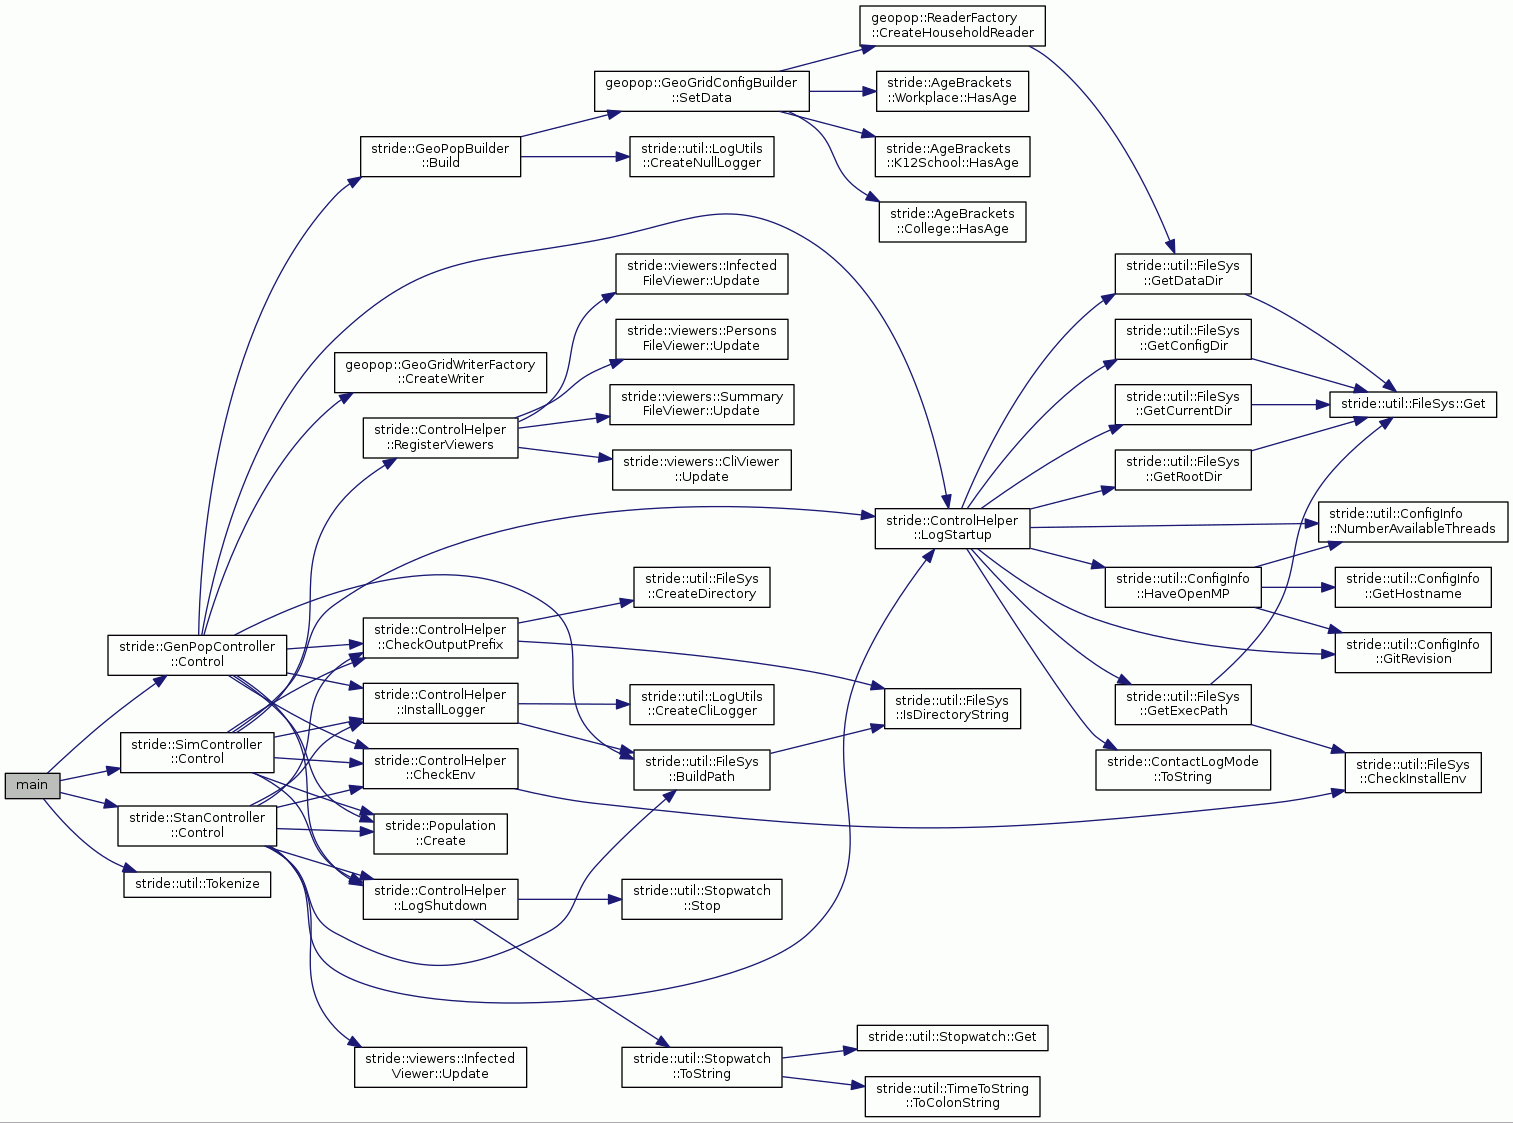 geopop::ReaderFactory
::CreateHouseholdReader
geopop::GeoGridConfigBuilder
::SetData
stride::AgeBrackets
::Workplace::HasAge
stride::GeoPopBuilder
::Build
stride::util::LogUtils
::CreateNullLogger
stride::AgeBrackets
::K12School::HasAge
stride::AgeBrackets
::College::HasAge
stride::viewers::Infected
FileViewer::Update
stride::util::FileSys
::GetDataDir
stride::viewers::Persons
FileViewer::Update
stride::util::FileSys
::GetConfigDir
geopop::GeoGridWriterFactory
::CreateWriter
stride::viewers::Summary
FileViewer::Update
stride::util::FileSys
::GetCurrentDir
stride::util::FileSys::Get
stride::ControlHelper
::RegisterViewers
stride::viewers::CliViewer
::Update
stride::util::FileSys
::GetRootDir
stride::ControlHelper
::LogStartup
stride::util::ConfigInfo
::NumberAvailableThreads
stride::util::FileSys
::CreateDirectory
stride::util::ConfigInfo
::HaveOpenMP
stride::util::ConfigInfo
::GetHostname
stride::GenPopController
::Control
stride::ControlHelper
::CheckOutputPrefix
stride::util::ConfigInfo
::GitRevision
stride::ControlHelper
::InstallLogger
stride::util::LogUtils
::CreateCliLogger
stride::util::FileSys
::IsDirectoryString
stride::util::FileSys
::GetExecPath
stride::SimController
::Control
stride::ControlHelper
::CheckEnv
stride::util::FileSys
::BuildPath
stride::ContactLogMode
::ToString
stride::util::FileSys
::CheckInstallEnv
main
stride::StanController
::Control
stride::Population
::Create
stride::util::Tokenize
stride::ControlHelper
::LogShutdown
stride::util::Stopwatch
::Stop
stride::viewers::Infected
Viewer::Update
stride::util::Stopwatch
::ToString
stride::util::Stopwatch::Get
stride::util::TimeToString
::ToColonString